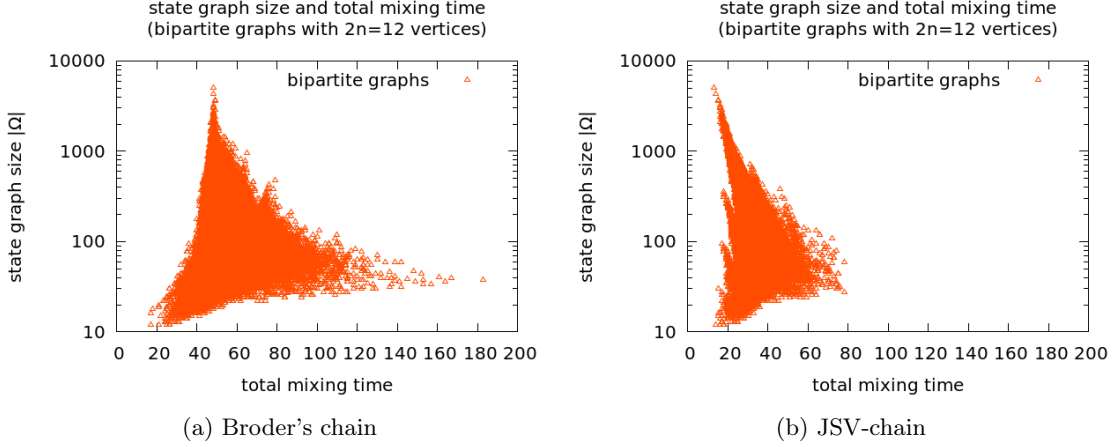 state graph size and total mixing time
(bipartite graphs with 2n=12 vertices)
10000
1000
100
10
0 20 40 60 80 100 120 140 160 180 200
state graph size |Ω|
total mixing time
bipartite graphs
(a) Broder's chain
state graph size and total mixing time
(bipartite graphs with 2n=12 vertices)
10000
1000
100
10
0 20 40 60 80 100 120 140 160 180 200
state graph size |Ω|
total mixing time
bipartite graphs
(b) JSV-chain